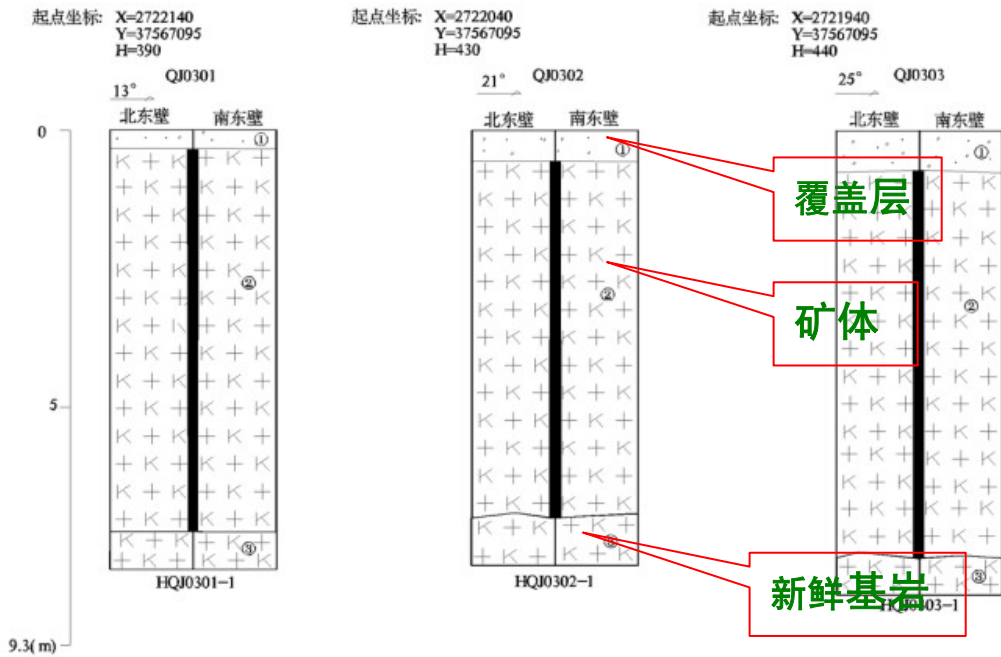 起点坐标: X=2722140
Y=37567095
H=390
起点坐标: X=2722040
Y=37567095
H=430
起点坐标: X=2721940
Y=37567095
H=440
QJ0301
13°
QJ0302
21°
QJ0303
25°
北东壁 南东壁
北东壁 南东壁
北东壁 南东壁
0
①
①
①
覆盖层
②
②
②
矿体
5
③
③
③
新鲜基岩
HQJ0301-1
HQJ0302-1
HQJ0303-1
9.3(m)